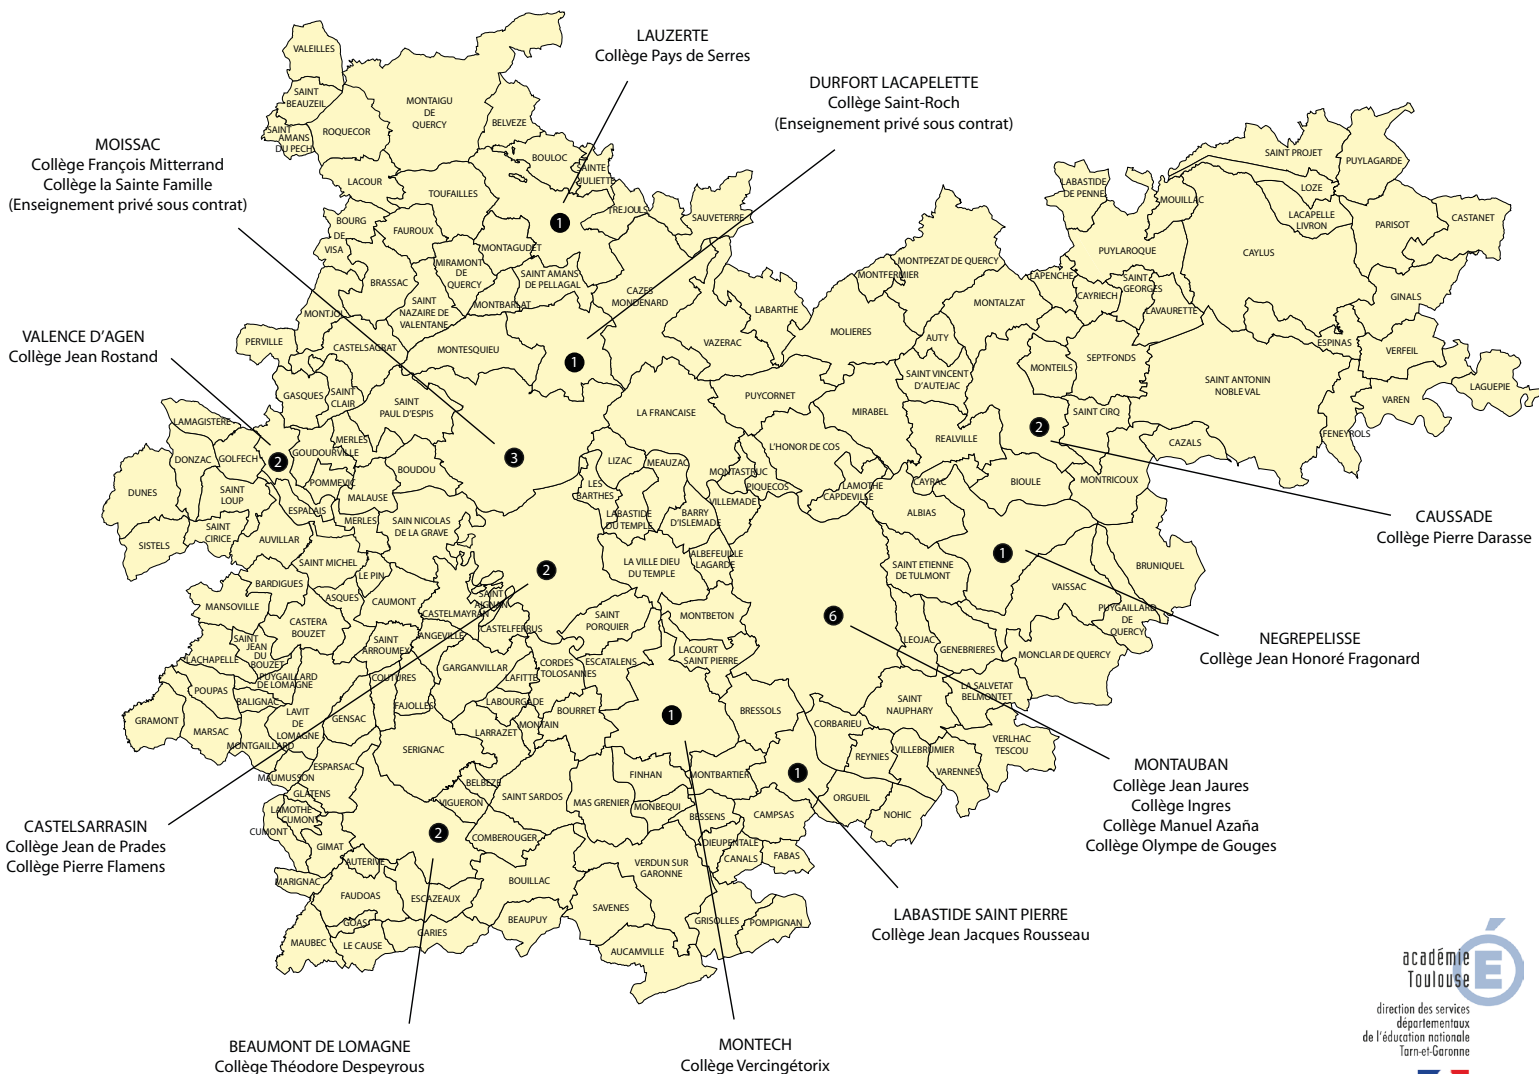 LAUZERTE
Collège Pays de Serres
DURFORT LACAPELETTE
Collège Saint-Roch
(Enseignement privé sous contrat)
MOISSAC
Collège François Mitterrand
Collège la Sainte Famille
(Enseignement privé sous contrat)
VALENCE D'AGEN
Collège Jean Rostand
CASTELSARRASIN
Collège Jean de Prades
Collège Pierre Flamens
BEAUMONT DE LOMAGNE
Collège Théodore Despeyrous
MONTECH
Collège Vercingétorix
LABASTIDE SAINT PIERRE
Collège Jean Jacques Rousseau
MONTAUBAN
Collège Jean Jaures
Collège Ingres
Collège Manuel Azaña
Collège Olympe de Gouges
NEGREPELISSE
Collège Jean Honoré Fragonard
CAUSSADE
Collège Pierre Darasse
VALEILLES
SAINT
BEAUZEIL
SAINT
AMANS
DU PECH
ROQUECOR
MONTAIGU
DE
QUERCY
BELVEZE
BOULOC
SAINTE
JULIETTE
LACOUR
TOUFAILLES
TREJOULS
SAUVETERRE
1
BOURG
DE
VISA
FAUROUX
MONTAGUDET
MIRAMONT
DE
QUERCY
SAINT AMANS
DE PELLAGAL
BRASSAC
CAZES
MONDENARD
MONTBARLAT
SAINT
NAZAIRE DE
VALENTANE
MONTJOI
LABARTHE
PERVILLE
CASTELSAGRAT
MONTESQUIEU
1
VAZERAC
MOLIERES
MONTFERMIER
MONTPEZAT DE QUERCY
LAPENCHE
MONTALZAT
AUTY
LABASTIDE
DE PENNE
MOUILLAC
SAINT PROJET
PUYLAGARDE
LOZE
LACAPELLE
LIVRON
PARISOT
CASTANET
PUYLAROQUE
CAYLUS
SAINT
GEORGES
CAYRIECH
LAVAURETTE
GINALS
ESPINAS
VERFEIL
SEPTFONDS
MONTEILS
SAINT ANTONIN
NOBLE VAL
VAREN
LAGUEPIE
FENEYROLS
CAZALS
SAINT CIRQ
2
SAINT VINCENT
D'AUTEJAC
MIRABEL
REALVILLE
PUYCORNET
LA FRANCAISE
L'HONOR DE COS
GASQUES
SAINT
CLAIR
SAINT
PAUL D'ESPIS
LAMAGISTERE
MERLES
GOUDOURVILLE
DONZAC
GOLFECH
2
POMMEVIC
BOUDOU
3
LIZAC
MEAUZAC
MONTASTRUC
PIQUECOS
LAMOTHE
CAPDEVILLE
CAYRAC
BIOULE
MONTRICOUX
DUNES
SAINT
LOUP
ESPALAIS
MALAUSE
LES
BARTHES
VILLEMADE
ALBIAS
SISTELS
SAINT
CIRICE
AUVILLAR
MERLES
SAIN NICOLAS
DE LA GRAVE
LABASTIDE
DU TEMPLE
BARRY
D'ISLEMADE
SAINT MICHEL
LE PIN
2
LA VILLE DIEU
DU TEMPLE
ALBEFEUILLE
LAGARDE
SAINT ETIENNE
DE TULMONT
1
BRUNIQUEL
VAISSAC
BARDIGUES
ASQUES
CAUMONT
SAINT
AIGNAN
CASTELMAYRAN
CASTELFERRUS
MANSOVILLE
CASTERA
BOUZET
ANGEVILLE
SAINT
PORQUIER
MONTBETON
6
PUYGAILLARD
DE
QUERCY
SAINT
JEAN
DU
BOUZET
SAINT
ARROUMEX
LACHAPELLE
GARGANVILLAR
CORDES
TOLOSANNES
ESCATALENS
LACOURT
SAINT PIERRE
LEOJAC
GENEBRIERES
MONCLAR DE QUERCY
PUYGAILLARD
DE LOMAGNE
COUTURES
LAFITTE
POUPAS
BALIGNAC
FAJOLLES
LABOURGADE
BOURRET
1
BRESSOLS
SAINT
NAUPHARY
LA SALVETAT
BELMONTET
GRAMONT
MARSAC
LAVIT
DE
LOMAGNE
GENSAC
MONTAIN
LARRAZET
CORBARIEU
MONTGAILLARD
SERIGNAC
VERLHAC
TESCOU
REYNIES
VILLEBRUMIER
VARENNES
MAUMUSSON
ESPARSAC
BELBEZE
FINHAN
MONTBARTIER
1
GLATENS
VIGUERON
SAINT SARDOS
MAS GRENIER
MONBEQUI
ORGUEIL
NOHIC
LAMOTHE
CUMONT
CUMONT
BESSENS
CAMPSAS
GIMAT
2
COMBEROUGER
DIEUPENTALE
CANALS
FABAS
AUTERIVE
VERDUN SUR
GARONNE
MARIGNAC
FAUDOAS
ESCAZEAUX
BOUILLAC
GOAS
GARIES
BEAUPUY
SAVENES
GRISOLLES
POMPIGNAN
MAUBEC
LE CAUSE
AUCAMVILLE
académie
Toulouse
É
direction des services
départementaux
de l'éducation nationale
Tarn-et-Garonne